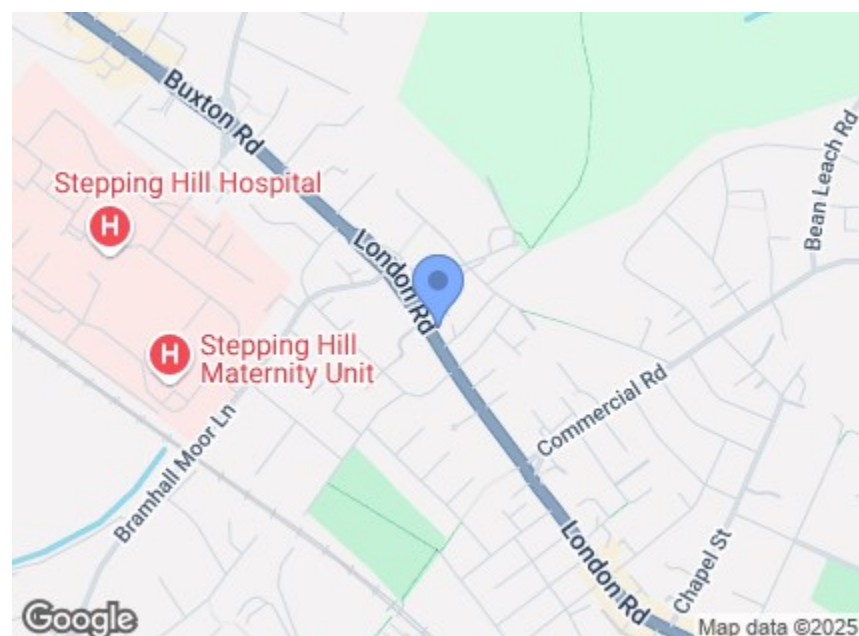 Buxton Rd
Stepping Hill Hospital
H
Bean Leach Rd
London Rd
H
Stepping Hill
Maternity Unit
Commercial Rd
Bramhall Moor Ln
London Rd
Chapel St
Google
Map data ©2025